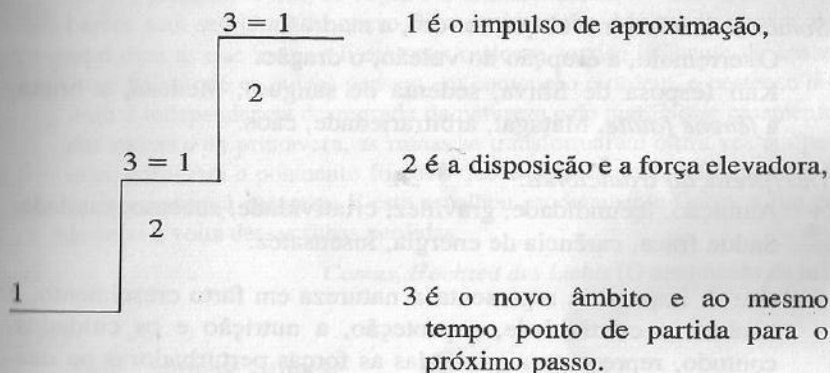 3 = 1 1 é o impulso de aproximação,
2
3 = 1 2 é a disposição e a força elevadora,
2
1 3 é o novo âmbito e ao mesmo
tempo ponto de partida para o
próximo passo.